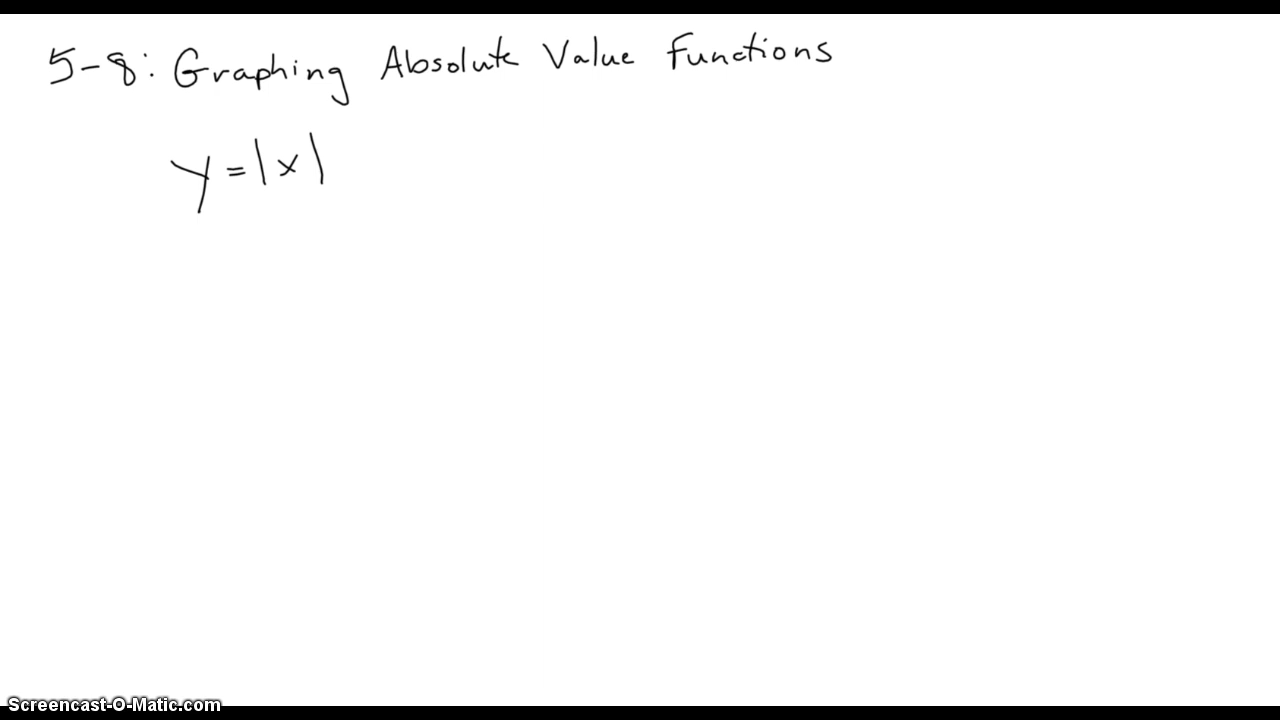 5-8: Graphing Absolute Value Functions
y = |x|
Screencast-O-Matic.com